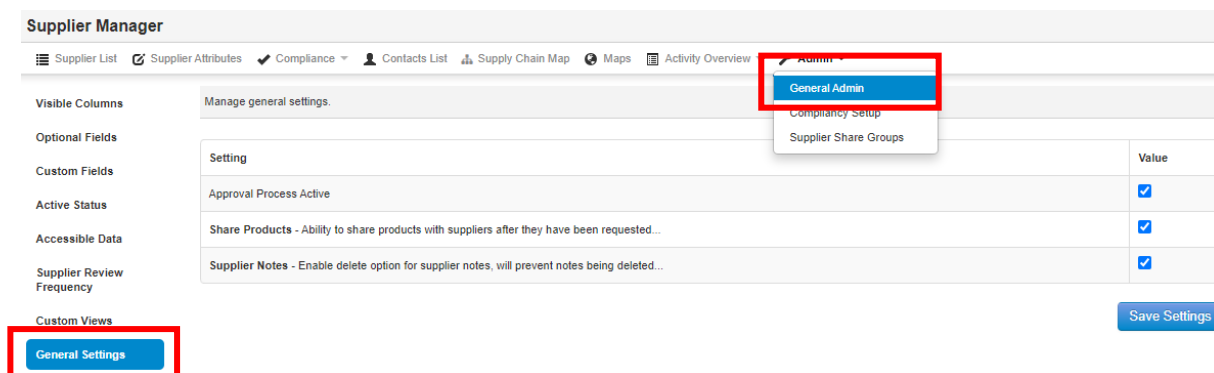 Supplier Manager
Supplier List Supplier Attributes Compliance Contacts List Supply Chain Map Maps Activity Overview Admin
General Admin
Compliancy Setup
Supplier Share Groups
Visible Columns
Optional Fields
Custom Fields
Active Status
Accessible Data
Supplier Review
Frequency
Custom Views
General Settings
Manage general settings.
Setting Value
Approval Process Active
Share Products - Ability to share products with suppliers after they have been requested...
Supplier Notes - Enable delete option for supplier notes, will prevent notes being deleted...
Save Settings